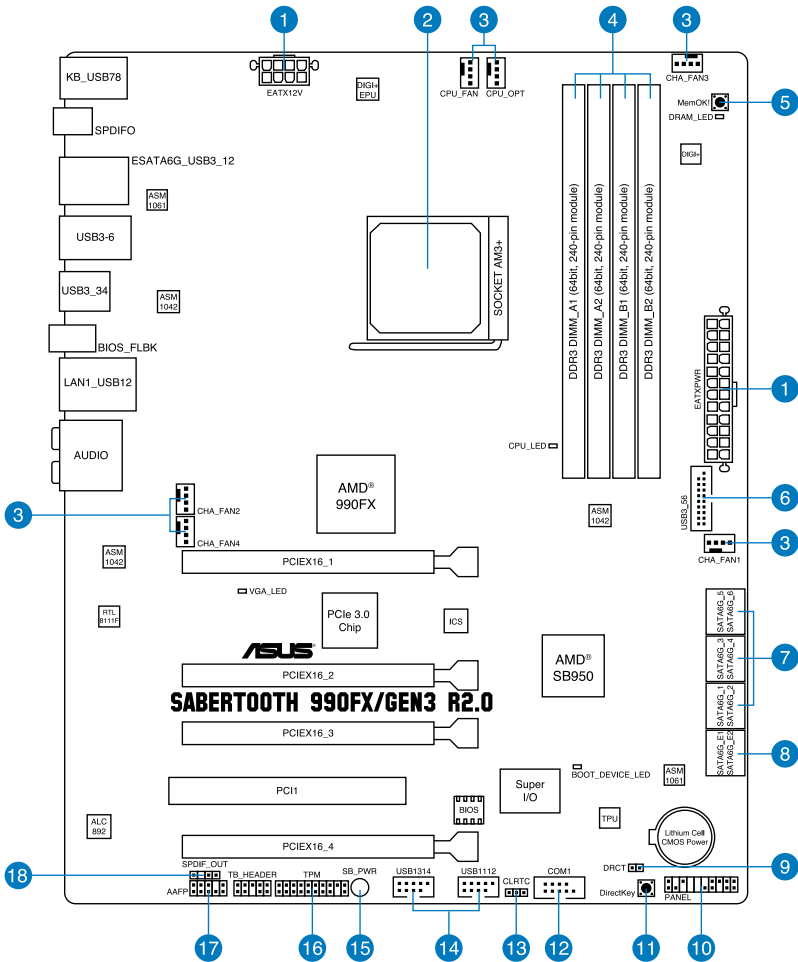 1
2
3
4
3
KB_USB78
EATX12V
DIGI+
EPU
CPU_FAN
CPU_OPT
CHA_FAN3
MemOK!
5
DRAM_LED
SPDIFO
DIGI+
ESATA6G_USB3_12
ASM
1061
USB3-6
SOCKET AM3+
DDR3 DIMM_A1 (64bit, 240-pin module)
DDR3 DIMM_A2 (64bit, 240-pin module)
DDR3 DIMM_B1 (64bit, 240-pin module)
DDR3 DIMM_B2 (64bit, 240-pin module)
USB3_34
ASM
1042
BIOS_FLBK
LAN1_USB12
EATXPWR
1
AUDIO
CPU_LED
AMD®
990FX
3
CHA_FAN2
CHA_FAN4
ASM
1042
USB3_56
6
CHA_FAN1
3
ASM
1042
PCIEX16_1
VGA_LED
RTL
8111F
PCIe 3.0
Chip
ICS
SATA6G_5
SATA6G_6
SATA6G_3
SATA6G_4
7
SATA6G_1
SATA6G_2
ASUS
AMD®
SB950
PCIEX16_2
SABERTOOTH 990FX/GEN3 R2.0
PCIEX16_3
SATA6G_E1
SATA6G_E2
8
BOOT_DEVICE_LED
ASM
1061
PCI1
Super
I/O
BIOS
TPU
ALC
892
Lithium Cell
CMOS Power
PCIEX16_4
18
SPDIF_OUT
AAFP
TB_HEADER
TPM
SB_PWR
USB1314
USB1112
CLRTC
COM1
DRCT
9
DirectKey
PANEL
17
16
15
14
13
12
11
10